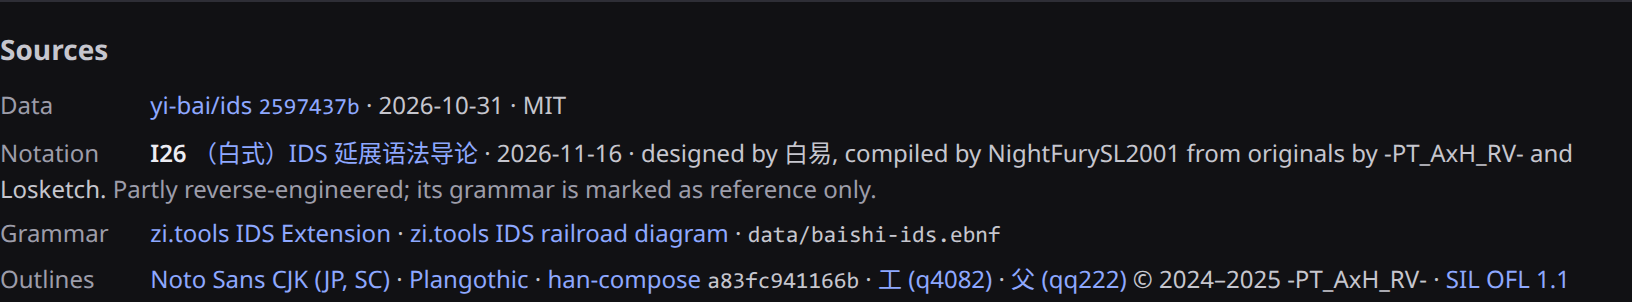 Sources
Data yi-bai/ids 2597437b · 2026-10-31 · MIT
Notation I26 （白式）IDS 延展语法导论 · 2026-11-16 · designed by 白易, compiled by NightFurySL2001 from originals by -PT_AxH_RV- and
Losketch. Partly reverse-engineered; its grammar is marked as reference only.
Grammar zi.tools IDS Extension · zi.tools IDS railroad diagram · data/baishi-ids.ebnf
Outlines Noto Sans CJK (JP, SC) · Plangothic · han-compose a83fc941166b · 工 (q4082) · 父 (qq222) © 2024–2025 -PT_AxH_RV- · SIL OFL 1.1